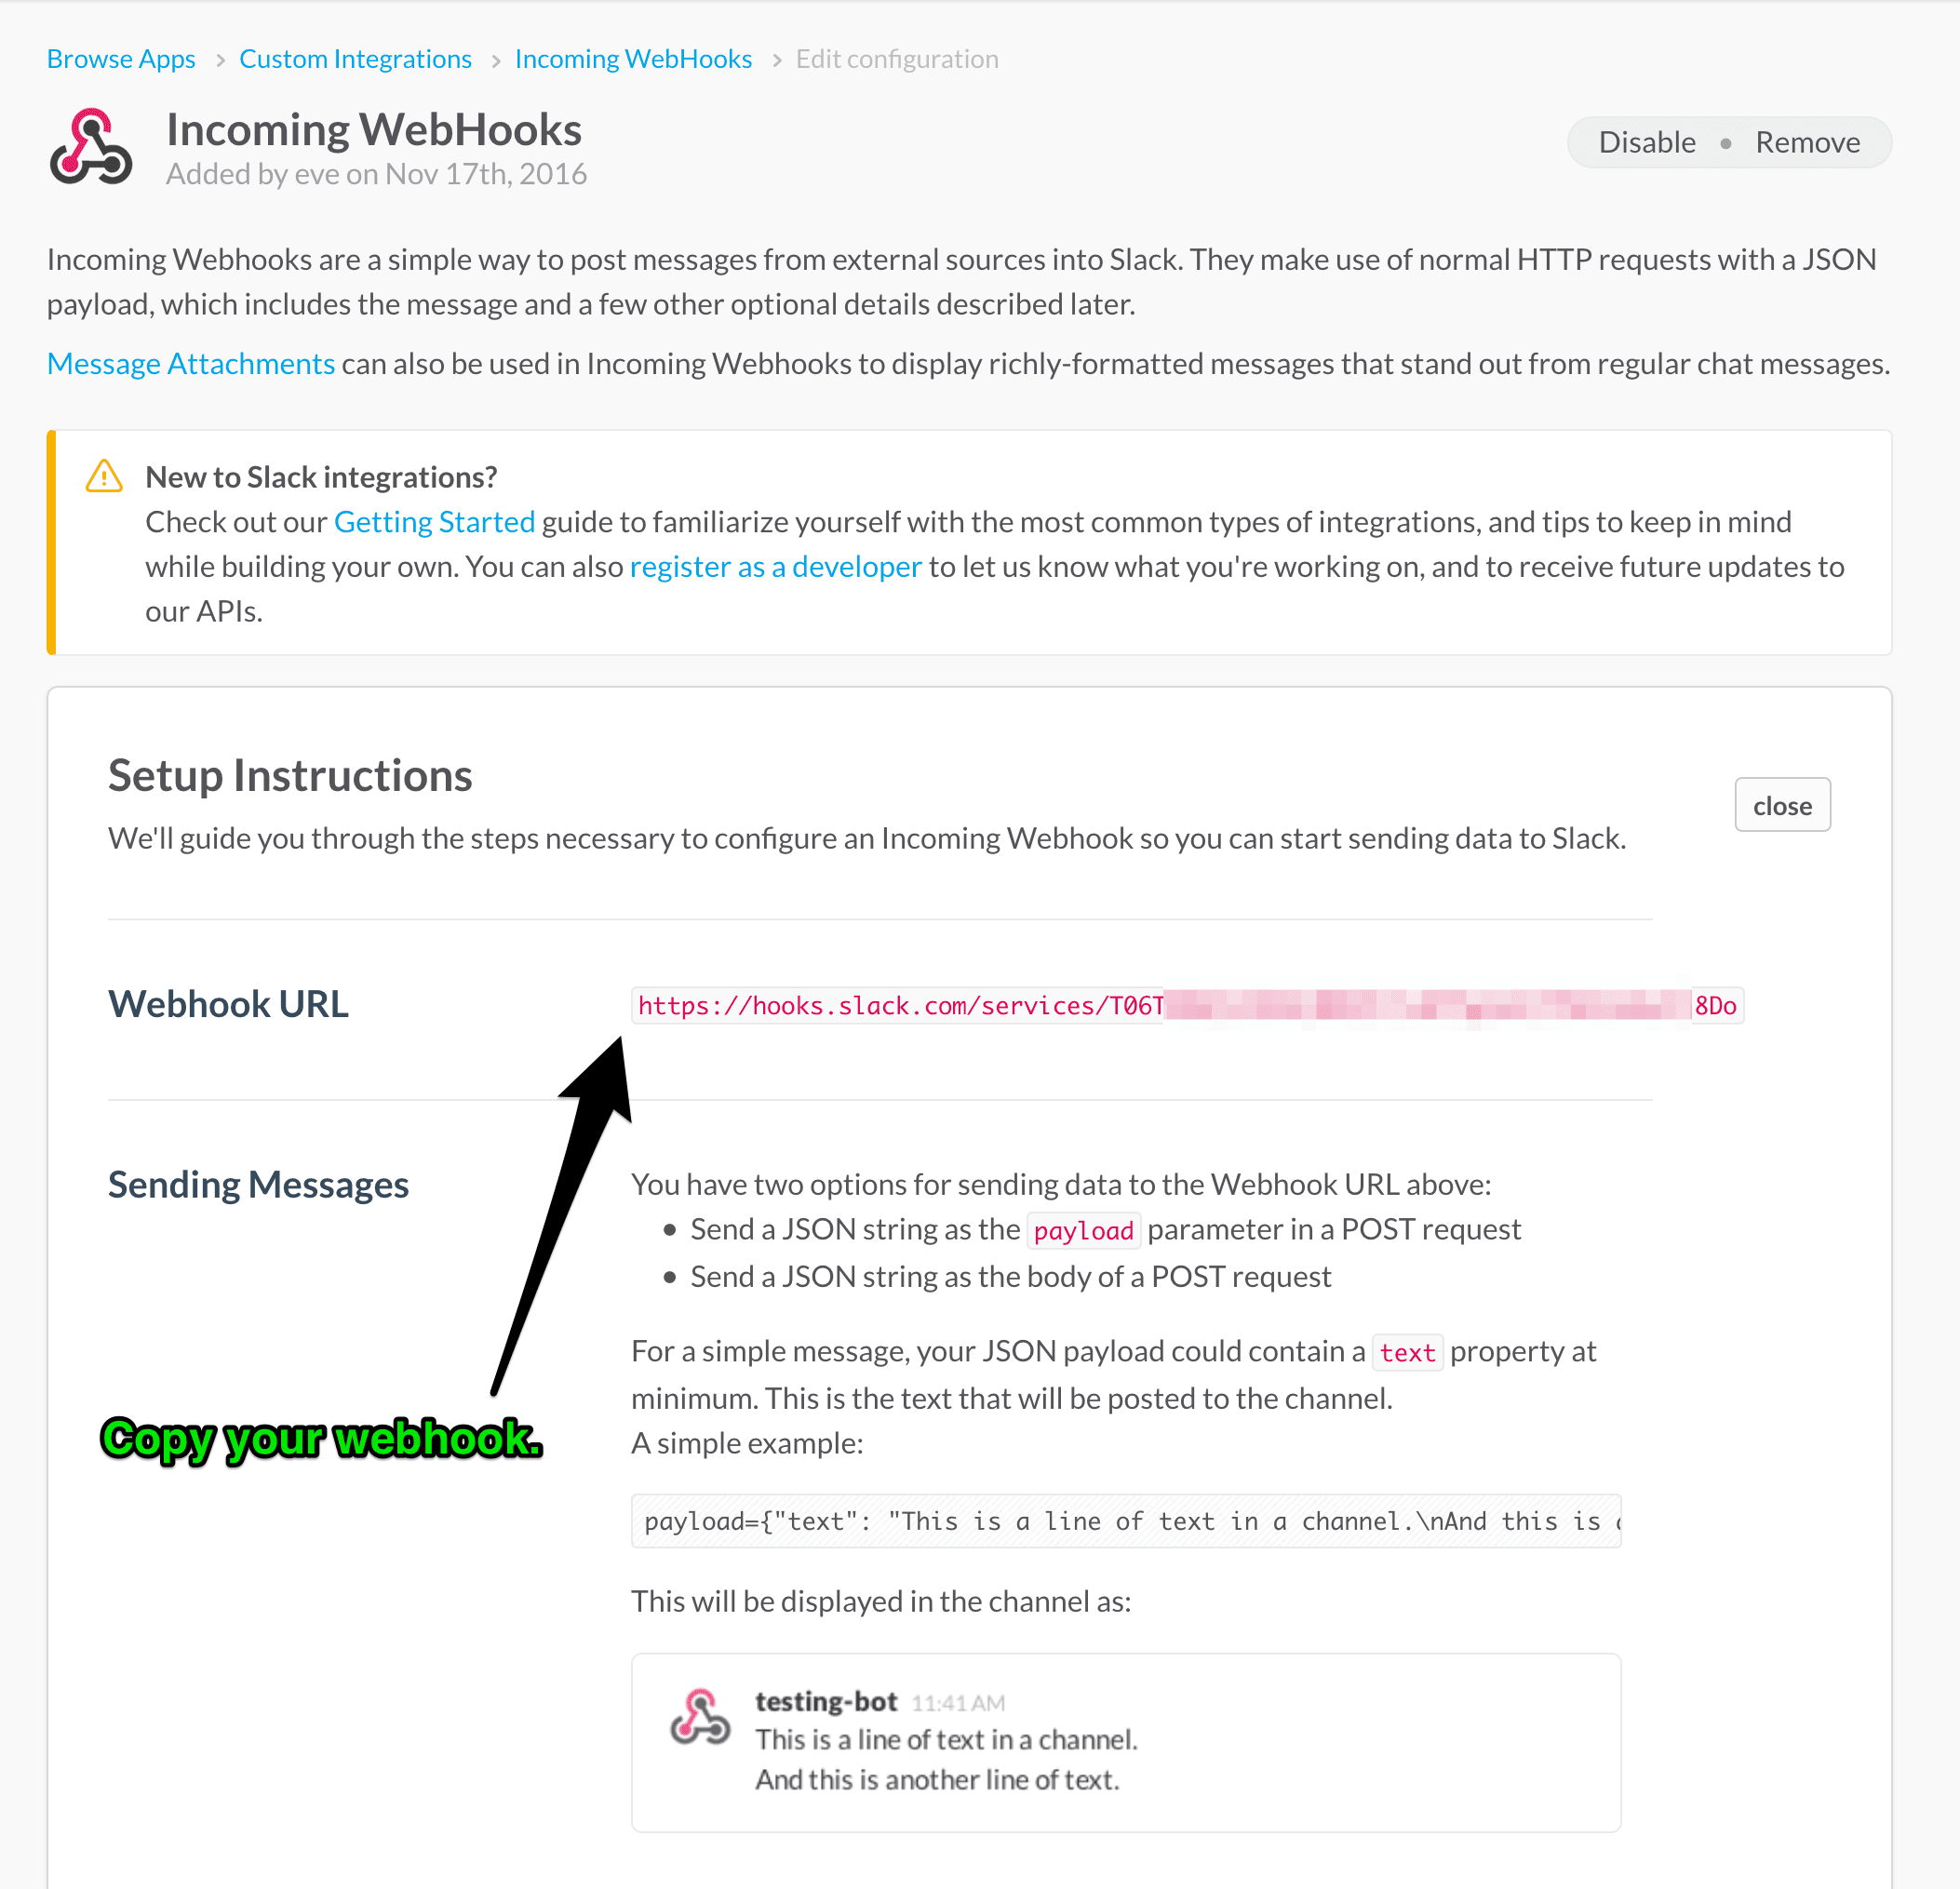 Browse Apps > Custom Integrations > Incoming WebHooks > Edit configuration
Incoming WebHooks
Added by eve on Nov 17th, 2016
Disable • Remove
Incoming Webhooks are a simple way to post messages from external sources into Slack. They make use of normal HTTP requests with a JSON
payload, which includes the message and a few other optional details described later.
Message Attachments can also be used in Incoming Webhooks to display richly-formatted messages that stand out from regular chat messages.
New to Slack integrations?
Check out our Getting Started guide to familiarize yourself with the most common types of integrations, and tips to keep in mind
while building your own. You can also register as a developer to let us know what you're working on, and to receive future updates to
our APIs.
Setup Instructions
close
We'll guide you through the steps necessary to configure an Incoming Webhook so you can start sending data to Slack.
Webhook URL
https://hooks.slack.com/services/T06T 8Do
Sending Messages
You have two options for sending data to the Webhook URL above:
• Send a JSON string as the payload parameter in a POST request
• Send a JSON string as the body of a POST request
For a simple message, your JSON payload could contain a text property at
minimum. This is the text that will be posted to the channel.
Copy your webhook.
A simple example:
payload={"text": "This is a line of text in a channel.\nAnd this is
This will be displayed in the channel as:
testing-bot 11:41 AM
This is a line of text in a channel.
And this is another line of text.